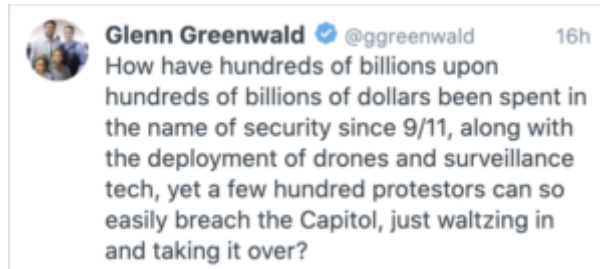 Glenn Greenwald @ggreenwald 16h
How have hundreds of billions upon
hundreds of billions of dollars been spent in
the name of security since 9/11, along with
the deployment of drones and surveillance
tech, yet a few hundred protestors can so
easily breach the Capitol, just waltzing in
and taking it over?